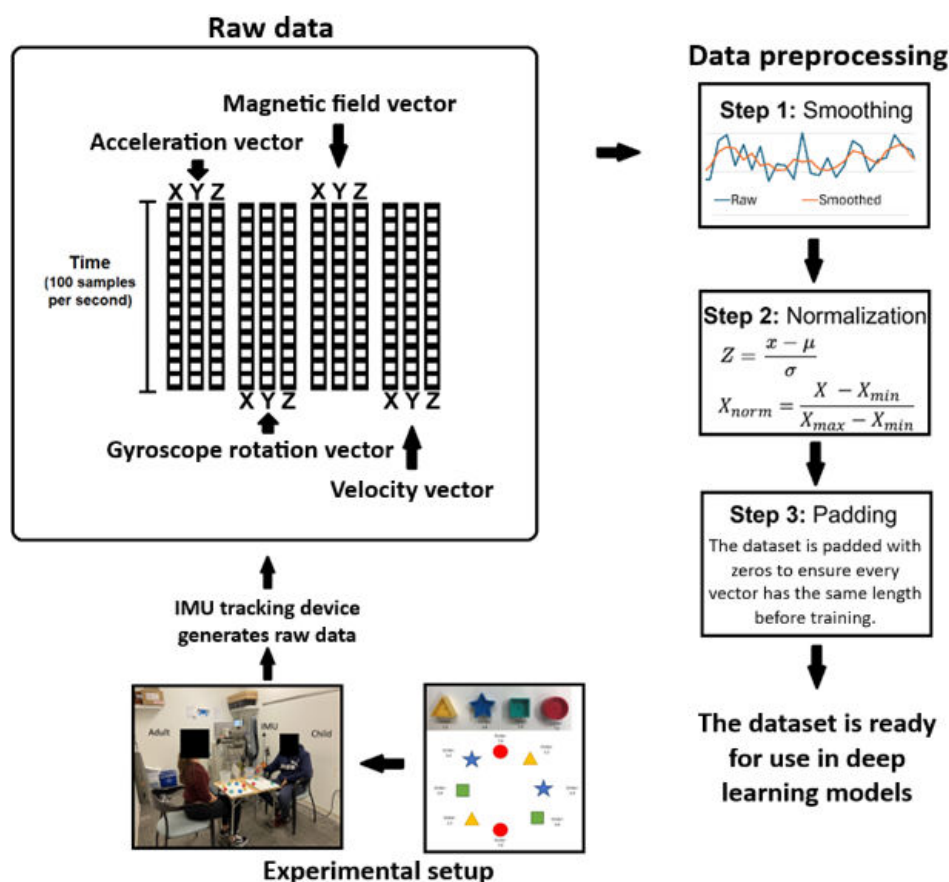 Raw data
Magnetic field vector
Acceleration vector
X Y Z
X Y Z
Time
(100 samples
per second)
X Y Z
X Y Z
Gyroscope rotation vector
Velocity vector
IMU tracking device
generates raw data
Adult
IMU
Child
Experimental setup
Data preprocessing
Step 1: Smoothing
Raw
Smoothed
Step 2: Normalization
Z = x − μ / σ
X_norm = X − X_min / X_max − X_min
Step 3: Padding
The dataset is padded with
zeros to ensure every
vector has the same length
before training.
The dataset is ready
for use in deep
learning models